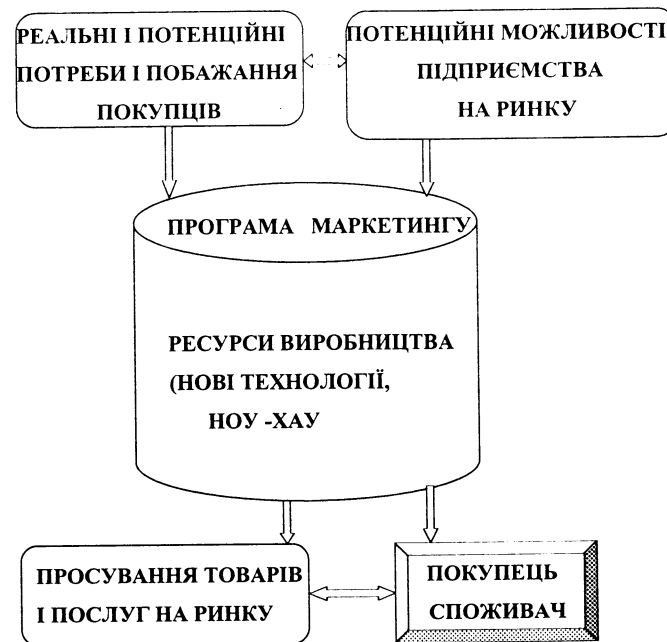 РЕАЛЬНІ І ПОТЕНЦІЙНІ
ПОТРЕБИ І ПОБАЖАННЯ
ПОКУПЦІВ
ПОТЕНЦІЙНІ МОЖЛИВОСТІ
ПІДПРИЄМСТВА
НА РИНКУ
ПРОГРАМА МАРКЕТИНГУ
РЕСУРСИ ВИРОБНИЦТВА
(НОВІ ТЕХНОЛОГІЇ,
НОУ -ХАУ
ПРОСУВАННЯ ТОВАРІВ
І ПОСЛУГ НА РИНКУ
ПОКУПЕЦЬ
СПОЖИВАЧ